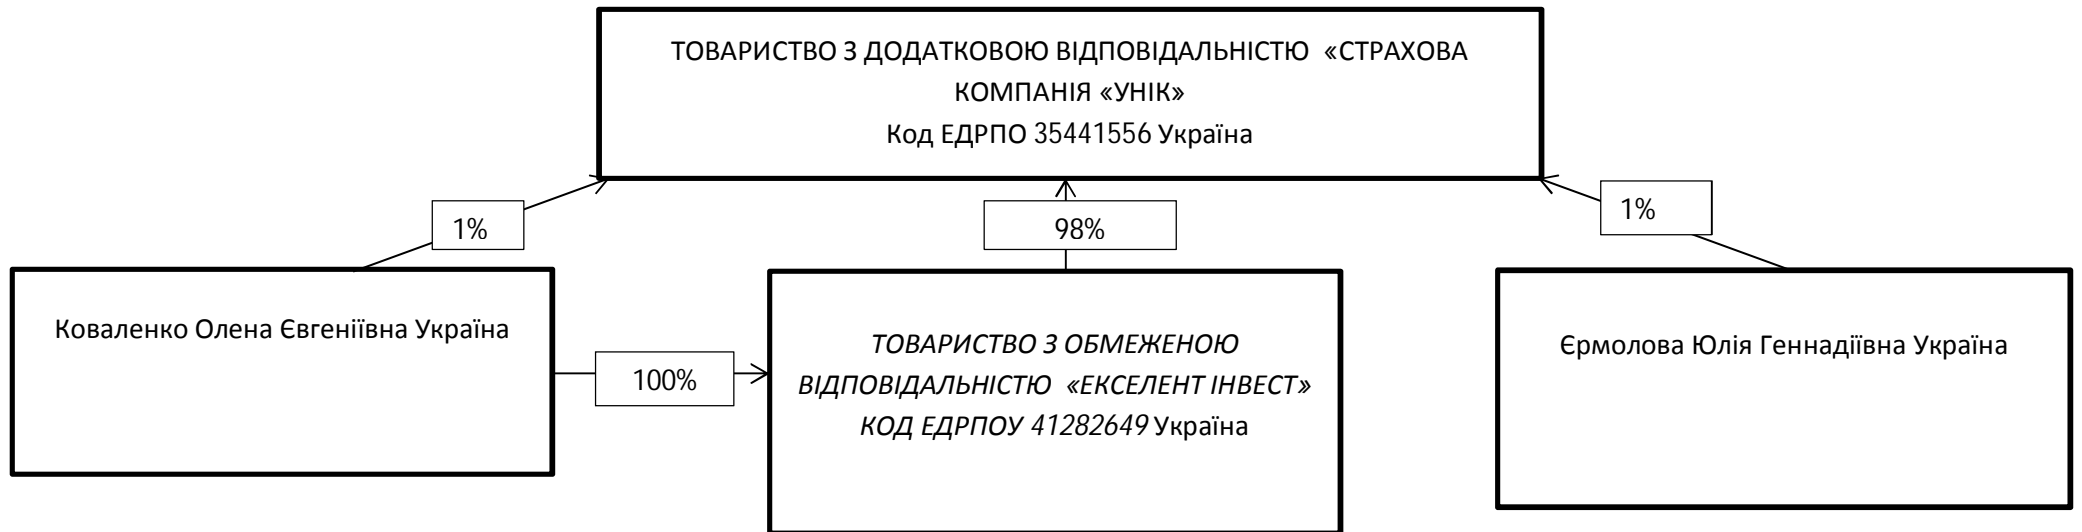 ТОВАРИСТВО З ДОДАТКОВОЮ ВІДПОВІДАЛЬНІСТЮ «СТРАХОВА
КОМПАНІЯ «УНІК»
Код ЕДРПО 35441556 Україна
1%
98%
1%
Коваленко Олена Євгеніївна Україна
100%
ТОВАРИСТВО З ОБМЕЖЕНОЮ
ВІДПОВІДАЛЬНІСТЮ «ЕКСЕЛЕНТ ІНВЕСТ»
КОД ЕДРПОУ 41282649 Україна
Єрмолова Юлія Геннадіївна Україна